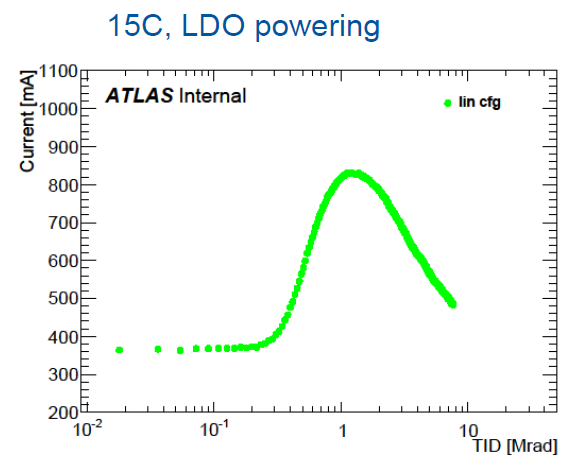 15C, LDO powering
Current [mA]
1100
1000
900
800
700
600
500
400
300
200
ATLAS Internal
lin cfg
10-2
10-1
1
10
TID [Mrad]